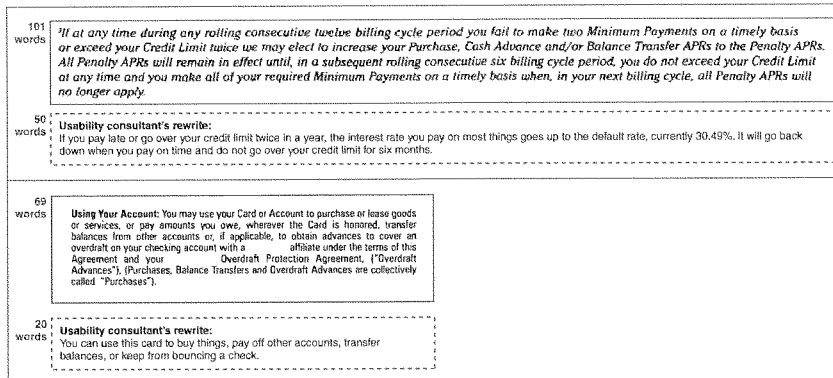 101
words
³If at any time during any rolling consecutive twelve billing cycle period you fail to make two Minimum Payments on a timely basis
or exceed your Credit Limit twice we may elect to increase your Purchase, Cash Advance and/or Balance Transfer APRs to the Penalty APRs.
All Penalty APRs will remain in effect until, in a subsequent rolling consecutive six billing cycle period, you do not exceed your Credit Limit
at any time and you make all of your required Minimum Payments on a timely basis when, in your next billing cycle, all Penalty APRs will
no longer apply.
50
words
Usability consultant's rewrite:
If you pay late or go over your credit limit twice in a year, the interest rate you pay on most things goes up to the default rate, currently 30.49%. It will go back
down when you pay on time and do not go over your credit limit for six months.
69
words
Using Your Account: You may use your Card or Account to purchase or lease goods
or services, or pay amounts you owe, wherever the Card is honored, transfer
balances from other accounts or, if applicable, to obtain advances to cover an
overdraft on your checking account with a affiliate under the terms of this
Agreement and your Overdraft Protection Agreement, ("Overdraft
Advances"), (Purchases, Balance Transfers and Overdraft Advances are collectively
called "Purchases").
20
words
Usability consultant's rewrite:
You can use this card to buy things, pay off other accounts, transfer
balances, or keep from bouncing a check.